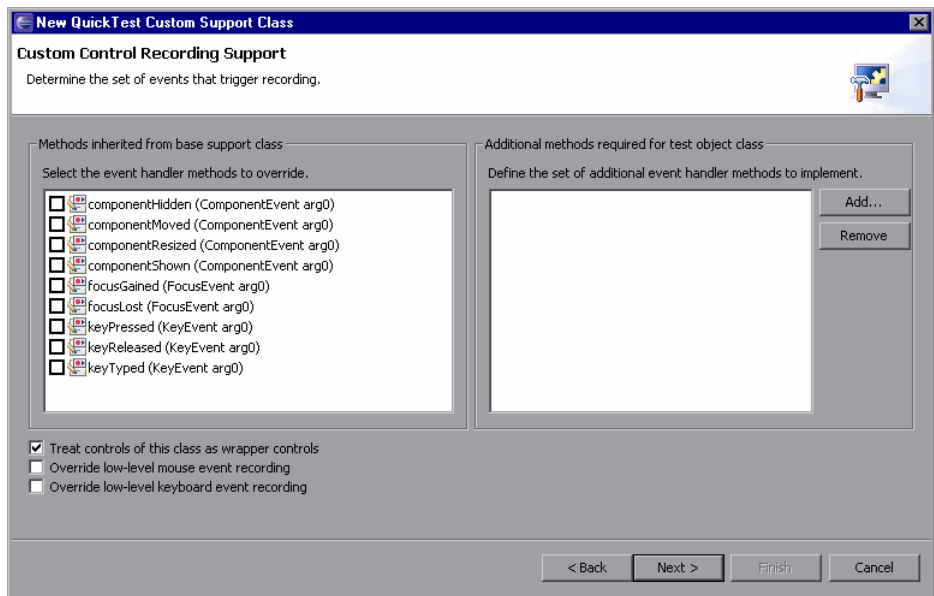 New QuickTest Custom Support Class
Custom Control Recording Support
Determine the set of events that trigger recording.
Methods inherited from base support class
Select the event handler methods to override.
componentHidden (ComponentEvent arg0)
componentMoved (ComponentEvent arg0)
componentResized (ComponentEvent arg0)
componentShown (ComponentEvent arg0)
focusGained (FocusEvent arg0)
focusLost (FocusEvent arg0)
keyPressed (KeyEvent arg0)
keyReleased (KeyEvent arg0)
keyTyped (KeyEvent arg0)
Additional methods required for test object class
Define the set of additional event handler methods to implement.
Add...
Remove
Treat controls of this class as wrapper controls
Override low-level mouse event recording
Override low-level keyboard event recording
< Back
Next >
Finish
Cancel